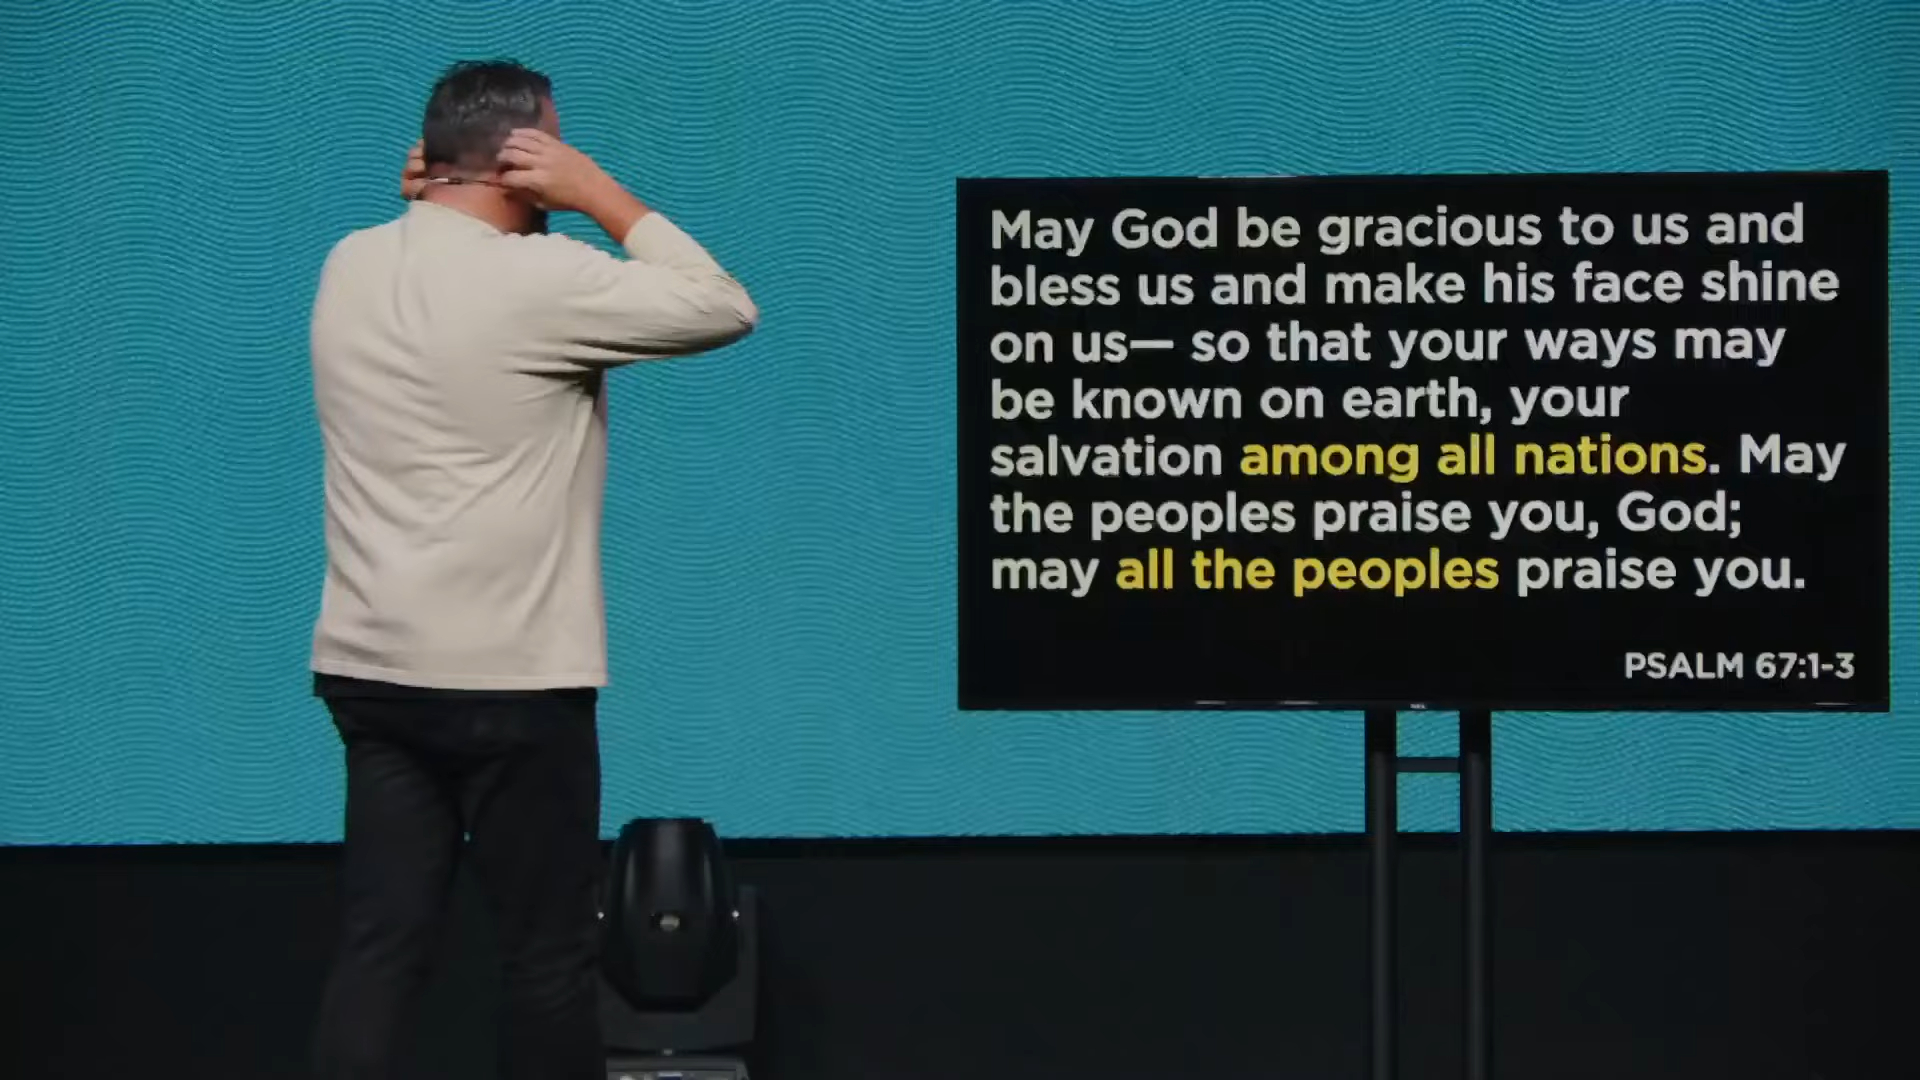 May God be gracious to us and
bless us and make his face shine
on us— so that your ways may
be known on earth, your
salvation among all nations. May
the peoples praise you, God;
may all the peoples praise you.
PSALM 67:1-3